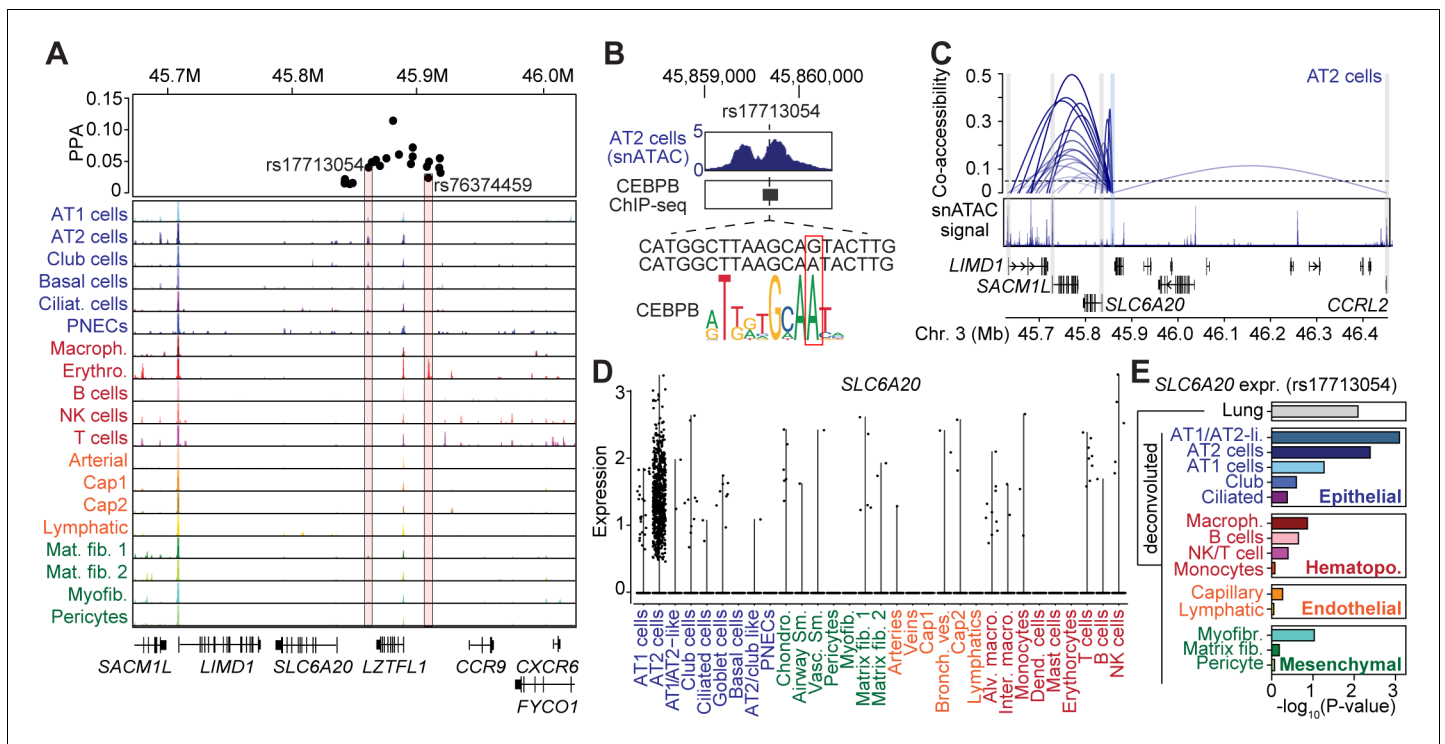 A
45.7M 45.8M 45.9M 46.0M
0.15
0.10
0.05
0
PPA
rs17713054
rs76374459
AT1 cells
AT2 cells
Club cells
Basal cells
Ciliat. cells
PNECs
Macroph.
Erythro.
B cells
NK cells
T cells
Arterial
Cap1
Cap2
Lymphatic
Mat. fib. 1
Mat. fib. 2
Myofib.
Pericytes
SACM1L LIMD1 SLC6A20 LZTFL1 CCR9 CXCR6
FYCO1
B
45,859,000 45,860,000
rs17713054
5
0
AT2 cells
(snATAC)
CEBPB
ChIP-seq
CATGGCTTAAGCAGTACTTG
CATGGCTTAAGCAATACTTG
CEBPB
C
AT2 cells
0.5
0.3
0.1
0
Co-accessibility
snATAC
signal
LIMD1
SACM1L
SLC6A20
CCRL2
Chr. 3 (Mb) 45.7 45.8 45.9 46.0 46.1 46.2 46.3 46.4
D
SLC6A20
3
2
1
0
Expression
AT1 cells
AT2 cells
AT1/AT2−like
Club cells
Ciliated cells
Goblet cells
Basal cells
AT2/club like
PNECs
Chondro.
Airway Sm.
Vasc. Sm.
Pericytes
Myofib.
Matrix fib. 1
Matrix fib. 2
Arteries
Veins
Cap1
Bronch. ves.
Cap2
Lymphatics
Alv. macro.
Inter. macro.
Monocytes
Dend. cells
Mast cells
Erythorcytes
T cells
B cells
NK cells
E
SLC6A20 expr. (rs17713054)
Lung
deconvoluted
AT1/AT2-li.
AT2 cells
AT1 cells
Club
Ciliated
Epithelial
Macroph.
B cells
NK/T cell
Monocytes
Hematopo.
Capillary
Lymphatic
Endothelial
Myofibr.
Matrix fib.
Pericyte
Mesenchymal
0 1 2 3
-log10(P-value)